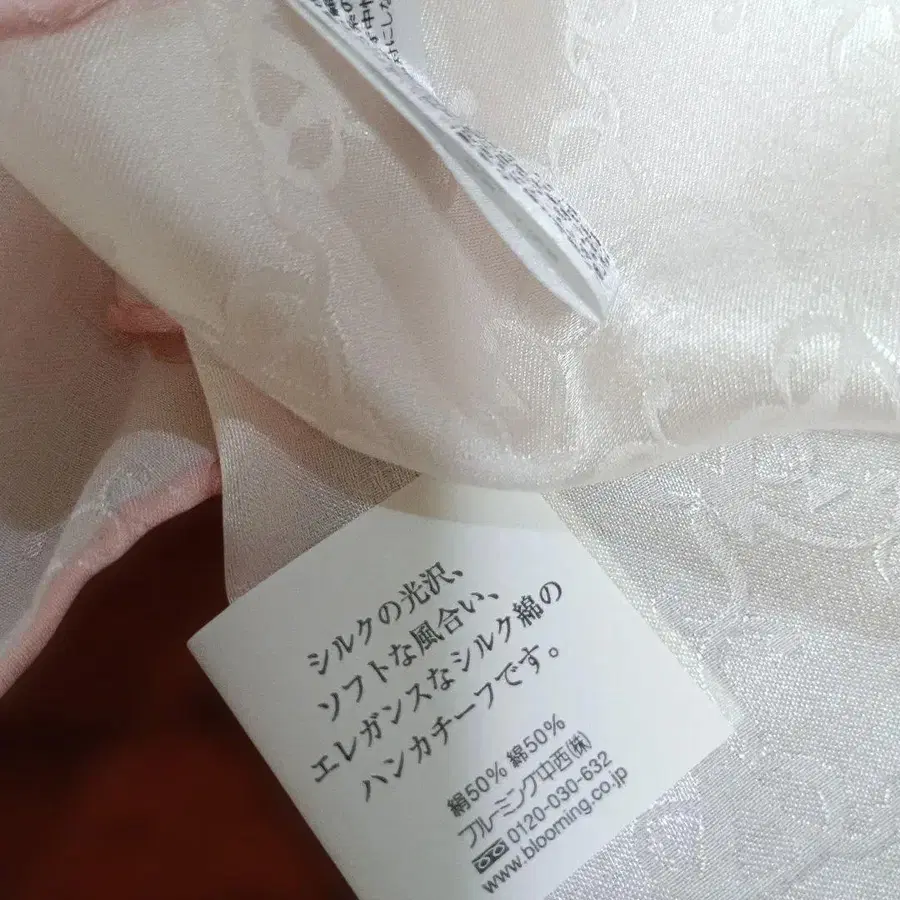 シルクの光沢、
ソフトな風合い、
エレガンスなシルク綿の
ハンカチーフです。
絹50% 綿50%
ブルーミング中西(株)
0120-030-632
www.blooming.co.jp